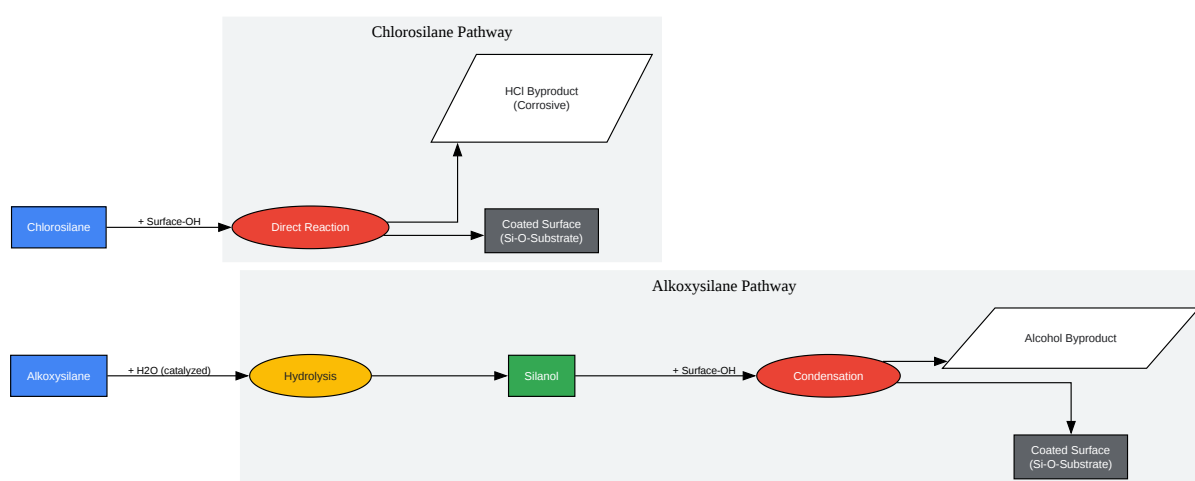 Chlorosilane Pathway
HCl Byproduct
(Corrosive)
Chlorosilane
+ Surface-OH
Direct Reaction
Coated Surface
(Si-O-Substrate)
Alkoxysilane Pathway
Alcohol Byproduct
Alkoxysilane
+ H2O (catalyzed)
Hydrolysis
Silanol
+ Surface-OH
Condensation
Coated Surface
(Si-O-Substrate)